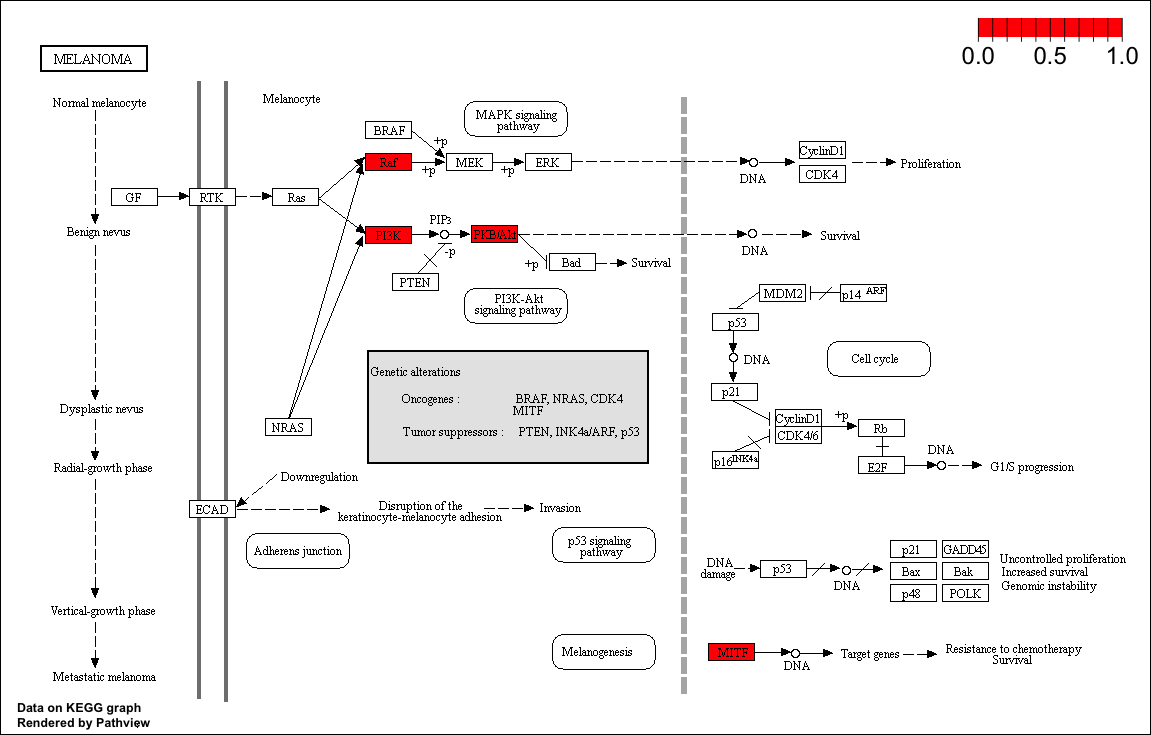 0.0 0.5 1.0
MELANOMA
Normal melanocyte
Benign nevus
Dysplastic nevus
Radial-growth phase
Vertical-growth phase
Metastatic melanoma
Melanocyte
GF
RTK
Ras
NRAS
BRAF
+p
Raf
+p
MEK
+p
ERK
MAPK signaling
pathway
DNA
CyclinD1
CDK4
Proliferation
PI3K
PIP3
-p
PKB/Akt
PTEN
+p
Bad
Survival
DNA
Survival
PI3K-Akt
signaling pathway
MDM2
p14 ARF
p53
DNA
Cell cycle
p21
CyclinD1
CDK4/6
+p
Rb
p16 INK4a
E2F
DNA
G1/S progression
Genetic alterations
Oncogenes : BRAF, NRAS, CDK4
MITF
Tumor suppressors : PTEN, INK4a/ARF, p53
Downregulation
ECAD
Disruption of the
keratinocyte-melanocyte adhesion
Invasion
Adherens junction
p53 signaling
pathway
DNA
damage
p53
DNA
p21
GADD45
Bax
Bak
p48
POLK
Uncontrolled proliferation
Increased survival
Genomic instability
Melanogenesis
MITF
DNA
Target genes
Resistance to chemotherapy
Survival
Data on KEGG graph
Rendered by Pathview